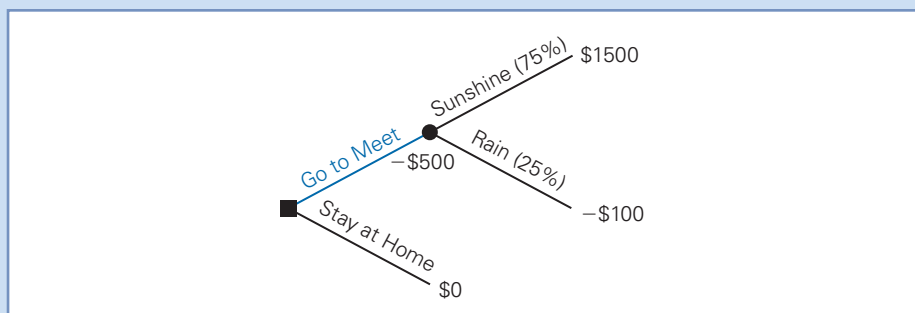 Sunshine (75%)
$1500
Go to Meet
−$500
Rain (25%)
−$100
Stay at Home
$0